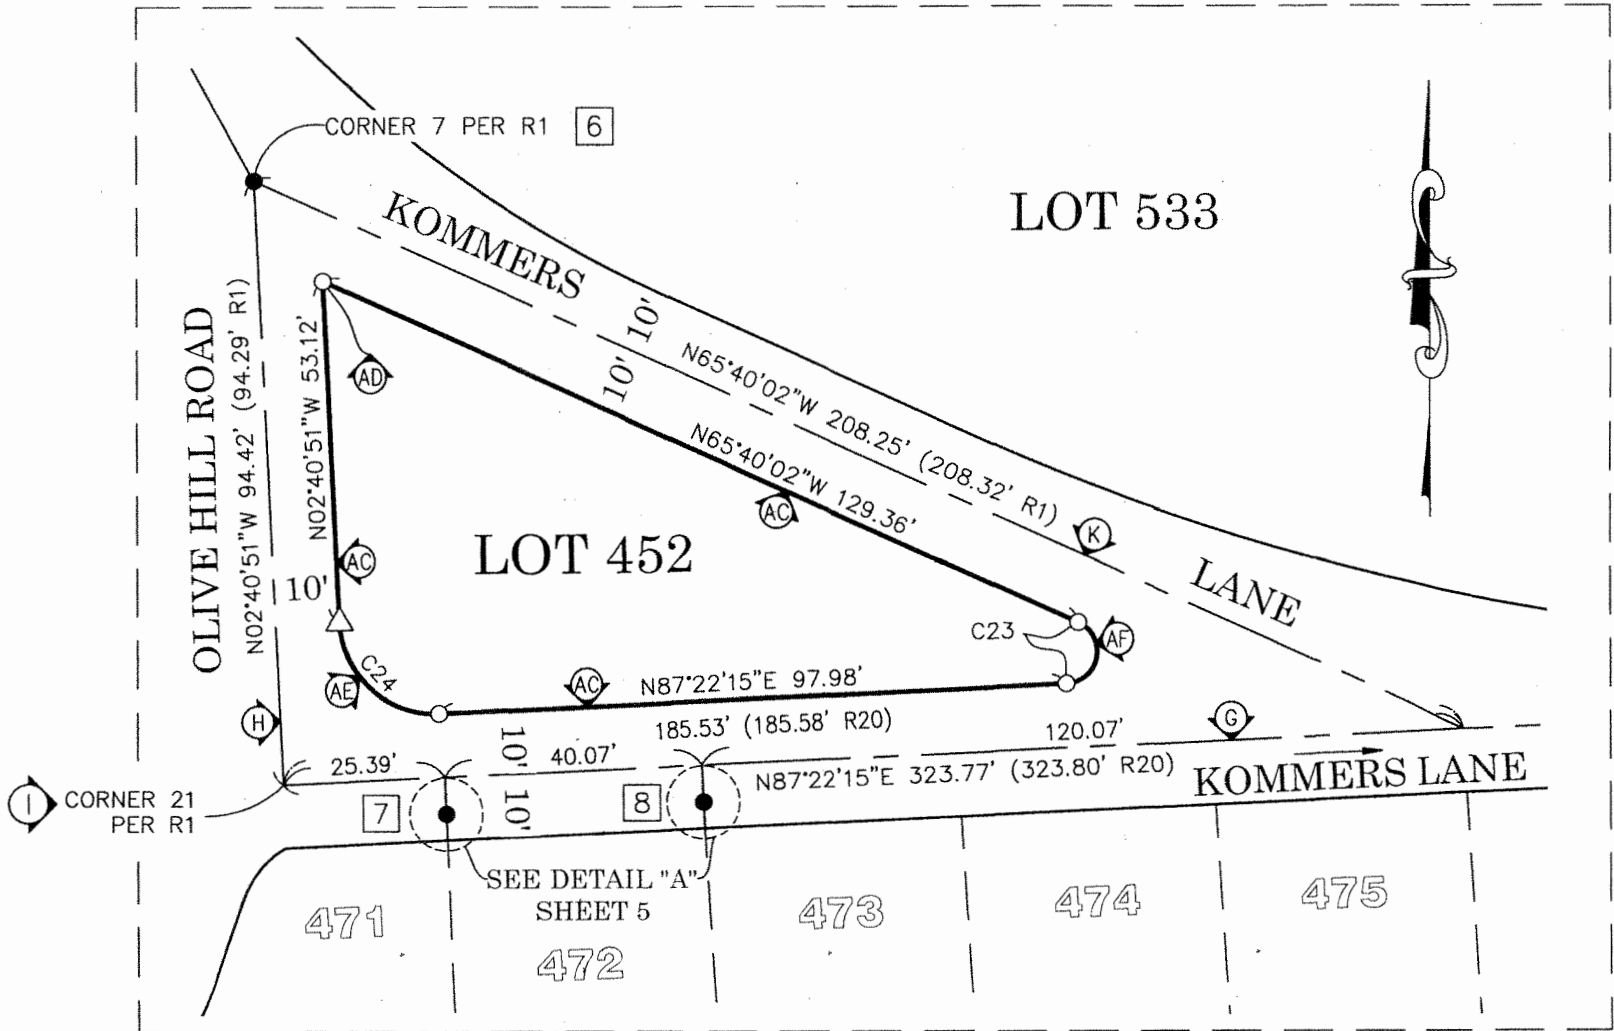 CORNER 7 PER R1 6
LOT 533
KOMMERS
10' 10'
N65°40'02"W 208.25' (208.32' R1)
OLIVE HILL ROAD
N02°40'51"W 94.42' (94.29' R1)
N02°40'51"W 53.12'
AD
N65°40'02"W 129.36'
AC
K
LOT 452
AC
10'
LANE
C23
AF
C24
AE
AC
N87°22'15"E 97.98'
H
185.53' (185.58' R20)
G
25.39'
10'
40.07'
120.07'
N87°22'15"E 323.77' (323.80' R20)
KOMMERS LANE
I
CORNER 21
PER R1
7
10'
8
SEE DETAIL "A"
SHEET 5
471
472
473
474
475